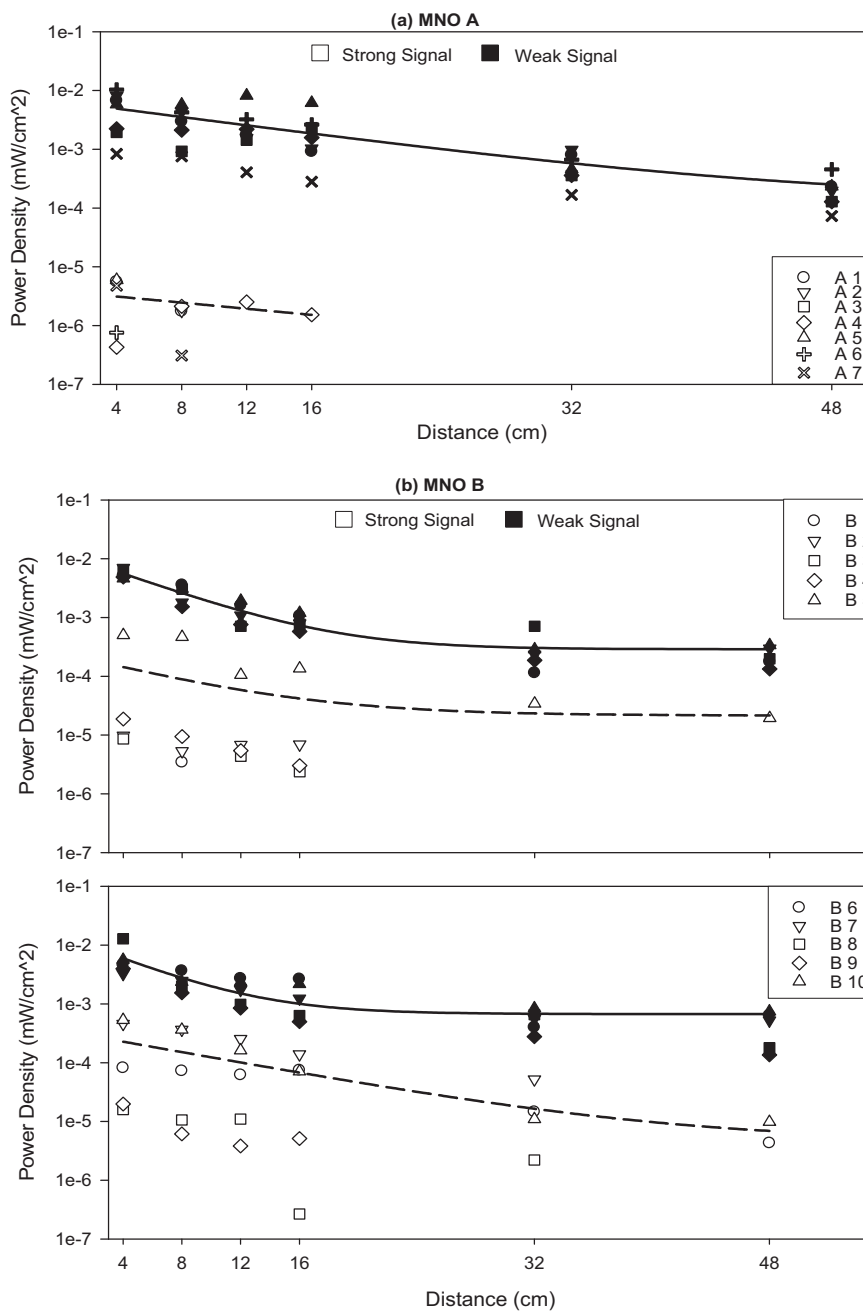 (a) MNO A
1e-1
Strong Signal
Weak Signal
1e-2
1e-3
1e-4
1e-5
1e-6
1e-7
Power Density (mW/cm^2)
A 1
A 2
A 3
A 4
A 5
A 6
A 7
4 8 12 16 32 48
Distance (cm)
(b) MNO B
1e-1
Strong Signal
Weak Signal
1e-2
1e-3
1e-4
1e-5
1e-6
1e-7
Power Density (mW/cm^2)
B
B
B
B
B
1e-1
1e-2
1e-3
1e-4
1e-5
1e-6
1e-7
Power Density (mW/cm^2)
B 6
B 7
B 8
B 9
B 10
4 8 12 16 32 48
Distance (cm)